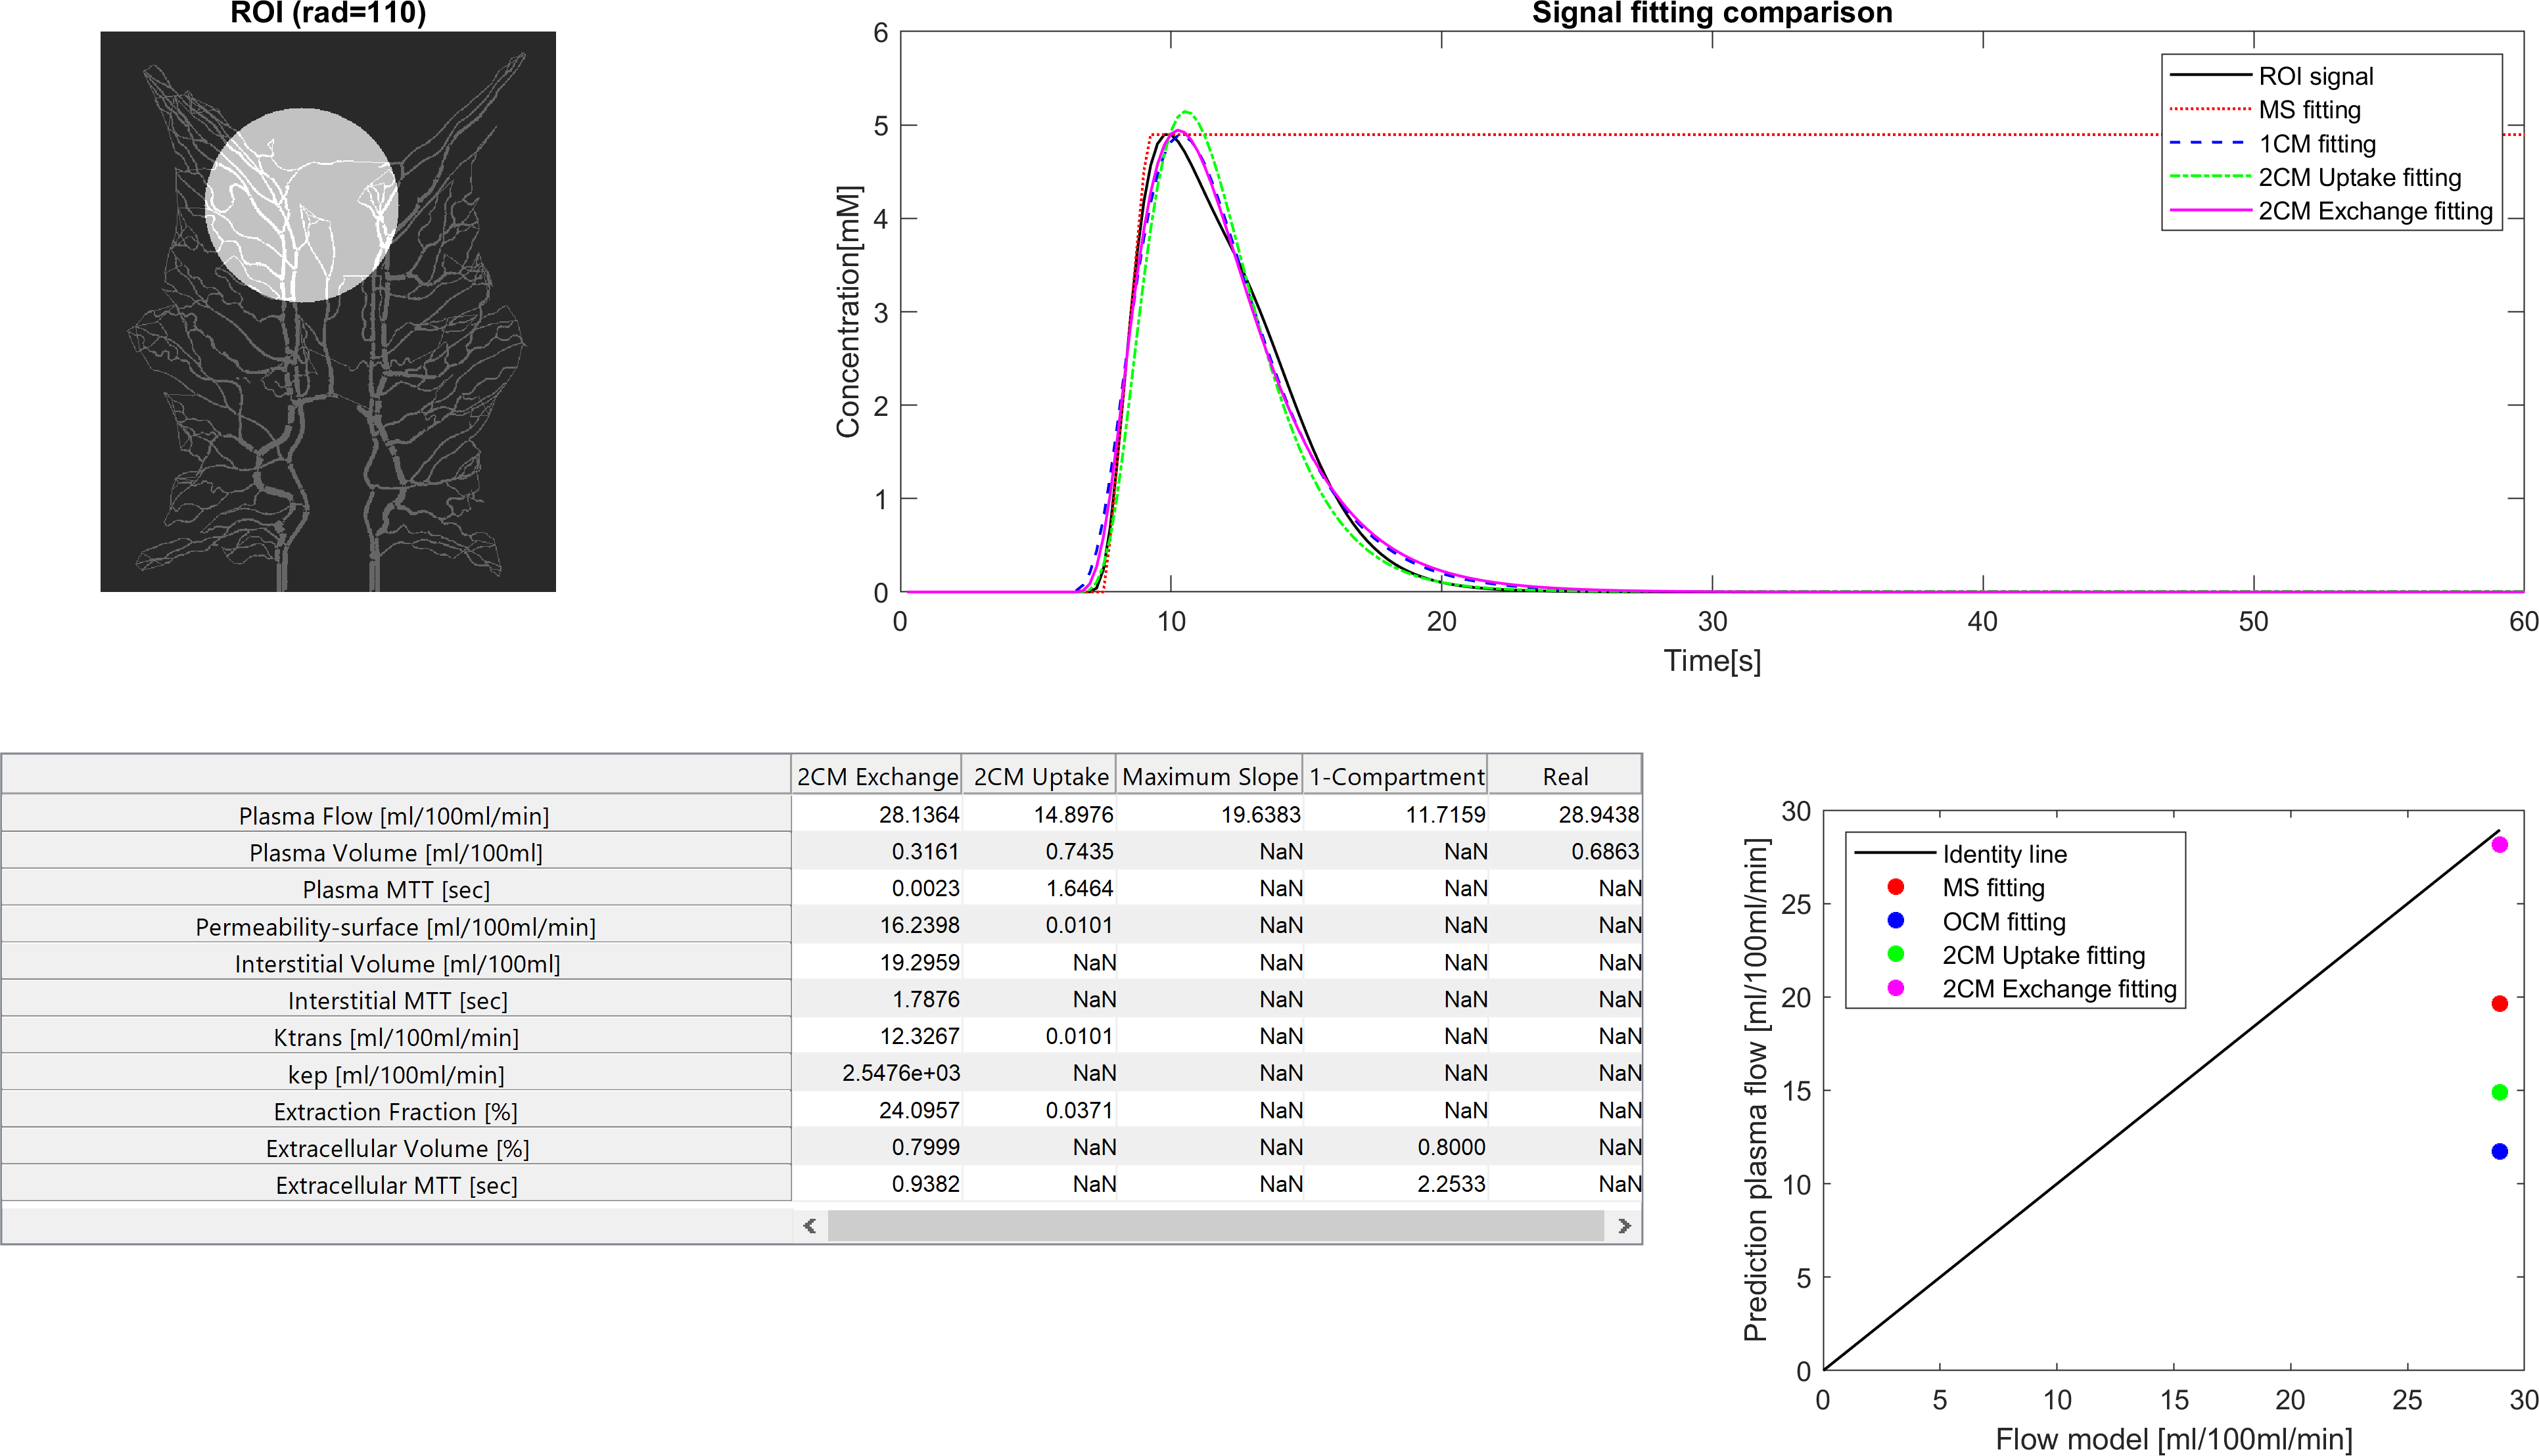 ROI (rad=110)
Signal fitting comparison
6
5
4
3
2
1
0
Concentration[mM]
0
10
20
30
40
50
60
Time[s]
ROI signal
MS fitting
1CM fitting
2CM Uptake fitting
2CM Exchange fitting
2CM Exchange 2CM Uptake Maximum Slope 1-Compartment Real
Plasma Flow [ml/100ml/min] 28.1364 14.8976 19.6383 11.7159 28.9438
Plasma Volume [ml/100ml] 0.3161 0.7435 NaN NaN 0.6863
Plasma MTT [sec] 0.0023 1.6464 NaN NaN NaN
Permeability-surface [ml/100ml/min] 16.2398 0.0101 NaN NaN NaN
Interstitial Volume [ml/100ml] 19.2959 NaN NaN NaN NaN
Interstitial MTT [sec] 1.7876 NaN NaN NaN NaN
Ktrans [ml/100ml/min] 12.3267 0.0101 NaN NaN NaN
kep [ml/100ml/min] 2.5476e+03 NaN NaN NaN NaN
Extraction Fraction [%] 24.0957 0.0371 NaN NaN NaN
Extracellular Volume [%] 0.7999 NaN NaN 0.8000 NaN
Extracellular MTT [sec] 0.9382 NaN NaN 2.2533 NaN
30
25
20
15
10
5
0
Prediction plasma flow [ml/100ml/min]
Identity line
MS fitting
OCM fitting
2CM Uptake fitting
2CM Exchange fitting
0
5
10
15
20
25
30
Flow model [ml/100ml/min]